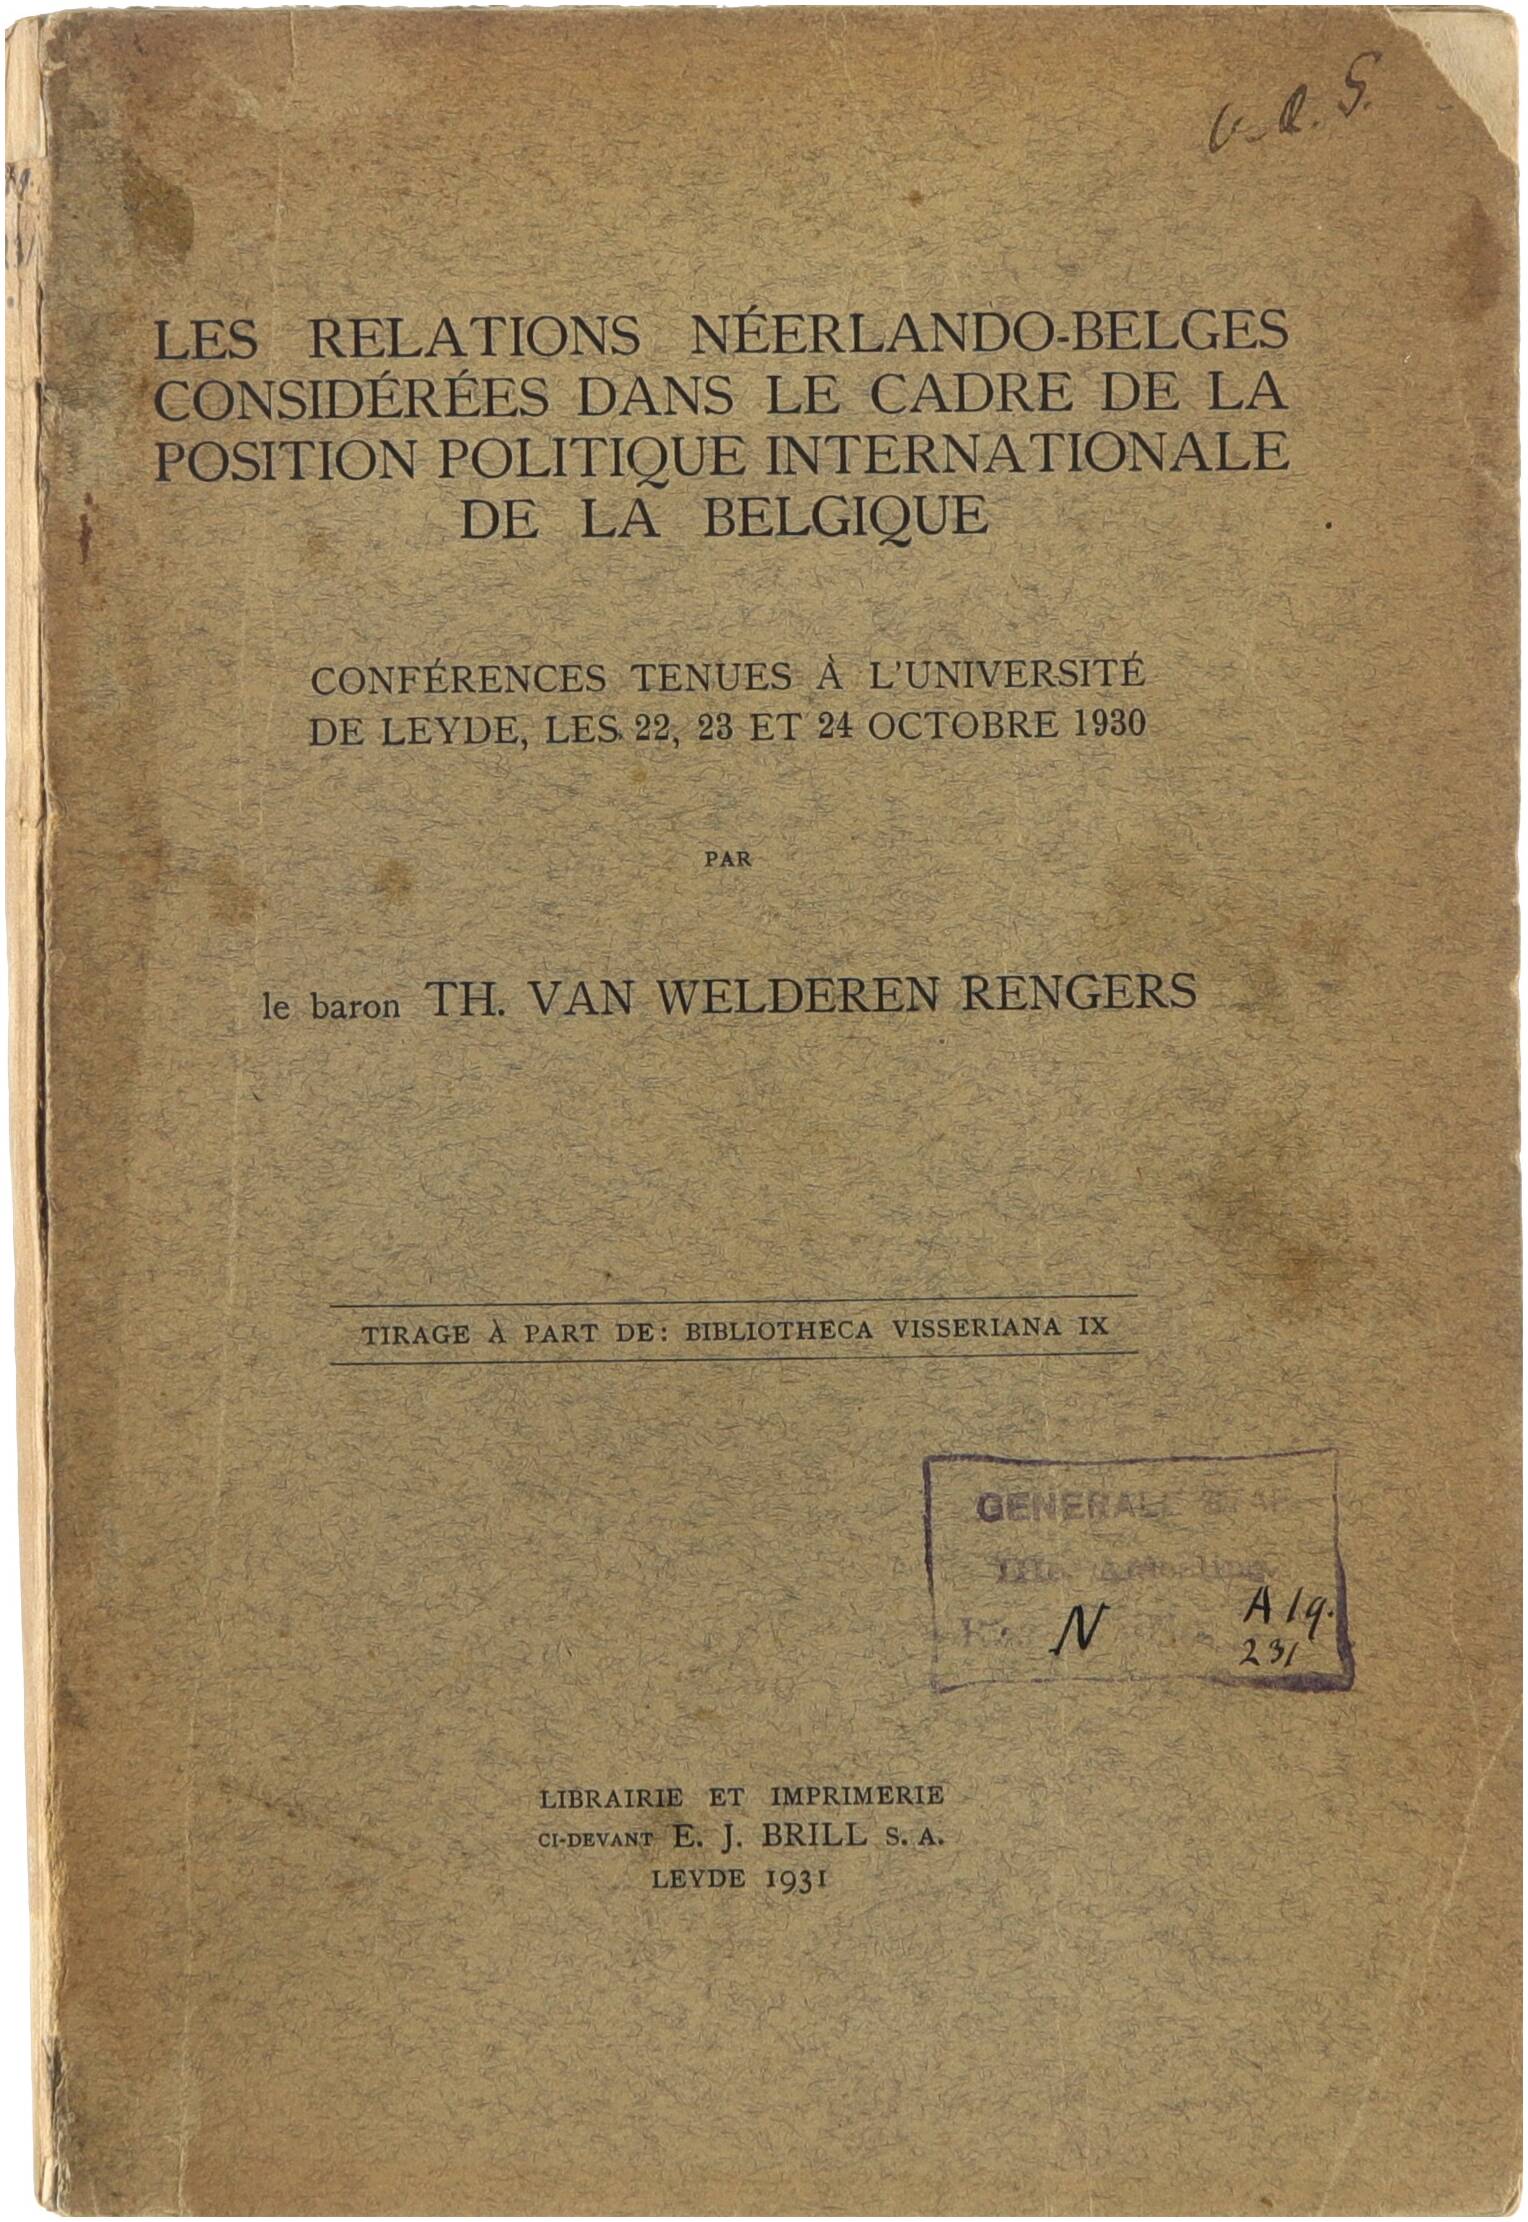 LES RELATIONS NÉERLANDO-BELGES
CONSIDÉRÉES DANS LE CADRE DE LA
POSITION POLITIQUE INTERNATIONALE
DE LA BELGIQUE
CONFÉRENCES TENUES À L'UNIVERSITÉ
DE LEYDE, LES 22, 23 ET 24 OCTOBRE 1930
PAR
le baron TH. VAN WELDEREN RENGERS
TIRAGE À PART DE: BIBLIOTHECA VISSERIANA IX
GENERALE STAF
N A 19.
231
LIBRAIRIE ET IMPRIMERIE
CI-DEVANT E. J. BRILL S. A.
LEYDE 1931